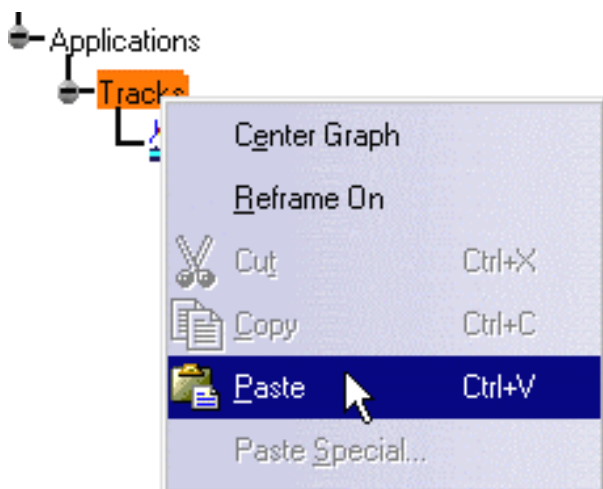 Applications
Tracks
Center Graph
Reframe On
Cut Ctrl+X
Copy Ctrl+C
Paste Ctrl+V
Paste Special...